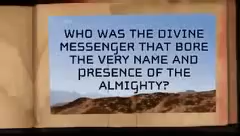 WHO WAS THE DIVINE
MESSENGER THAT BORE
THE VERY NAME AND
PRESENCE OF THE
ALMIGHTY?